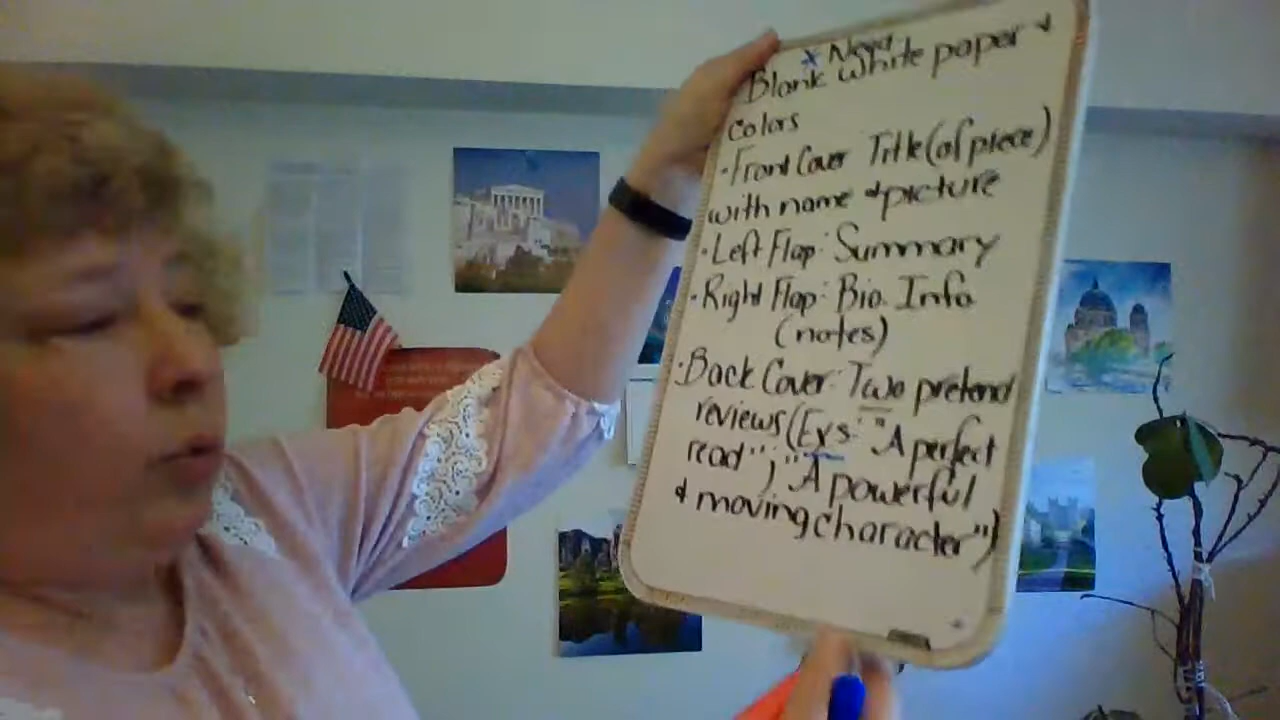 * Need
Blank white paper &
colors
• Front Cover Title (of piece)
with name & picture
• Left Flap: Summary
• Right Flap: Bio. Info
(notes)
• Back Cover: Two pretend
reviews (Exs: "A perfect
read"; "A powerful
& moving character")